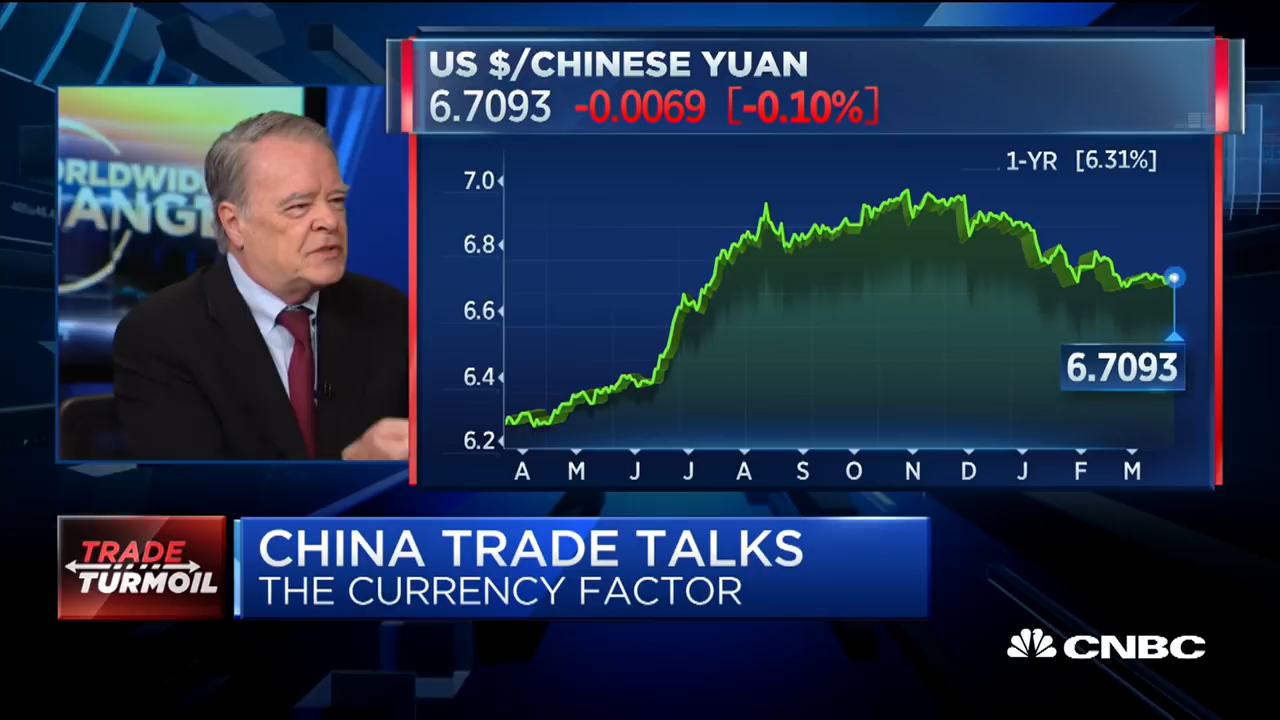 US $/CHINESE YUAN
6.7093 -0.0069 [-0.10%]
1-YR [6.31%]
7.0
6.8
6.6
6.4
6.2
6.7093
A M J J A S O N D J F M
TRADE
TURMOIL
CHINA TRADE TALKS
THE CURRENCY FACTOR
CNBC